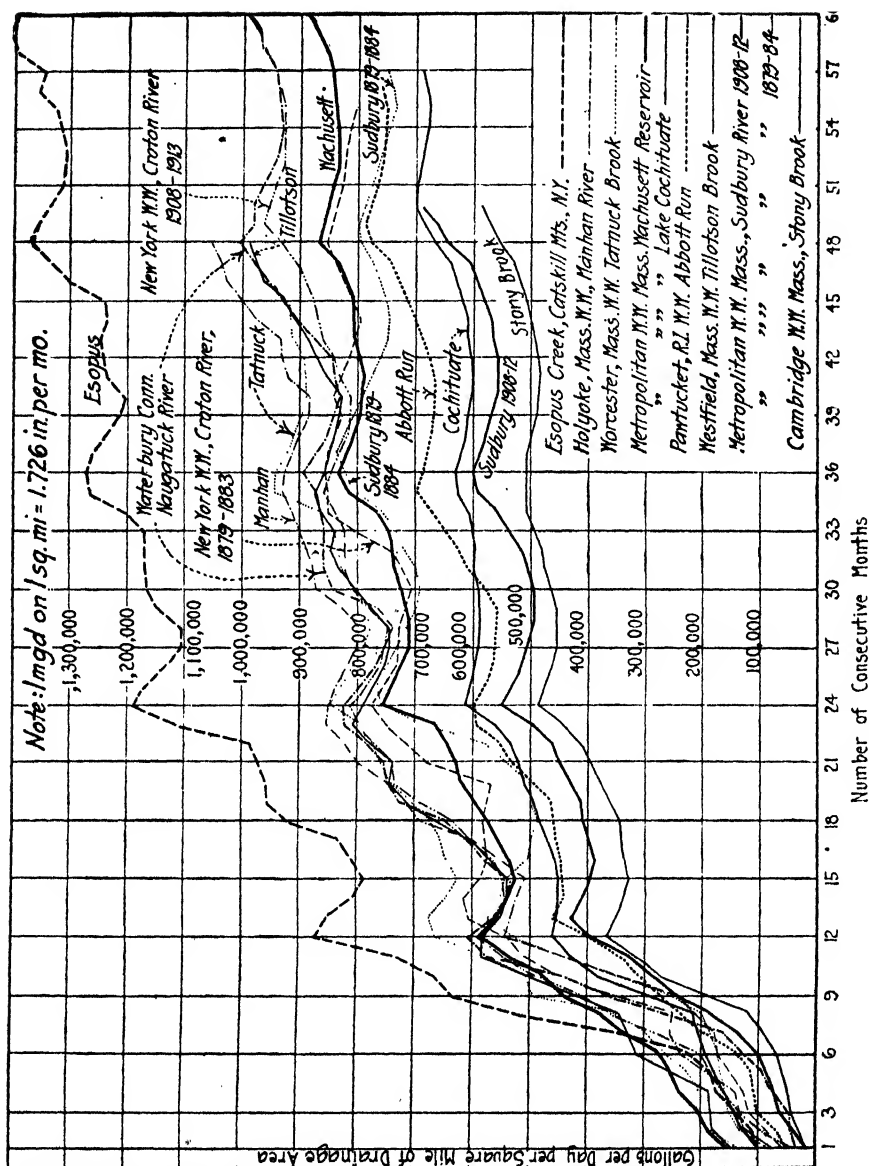 Note: 1 mgd on 1 sq. mi = 1.726 in. per mo.
Esopus
Waterbury Conn.
Naugatuck River
New York W.W., Croton River
1908-1913
New York W.W., Croton River,
1879-1883
Manhan
Tatnuck
Tillotson
Wachusett.
Sudbury 1879-1884
Sudbury 1879
1884
Abbott Run
Cochituate
Sudbury 1908-12
Stony Brook
1,300,000
1,200,000
1,100,000
1,000,000
900,000
800,000
700,000
600,000
500,000
400,000
300,000
200,000
100,000
Esopus Creek, Catskill Mts., N.Y.
Holyoke, Mass. W.W., Manhan River
Worcester, Mass. W.W. Tatnuck Brook
Metropolitan W.W. Mass. Wachusett Reservoir
" " " " Lake Cochituate
Pawtucket, R.I. W.W. Abbott Run
Westfield, Mass. W.W. Tillotson Brook
Metropolitan W.W. Mass., Sudbury River 1908-12
" " " " " " 1879-84
Cambridge W.W. Mass., Stony Brook
Gallons per Day per Square Mile of Drainage Area
1 3 6 9 12 15 18 21 24 27 30 33 36 39 42 45 48 51 54 57
Number of Consecutive Months